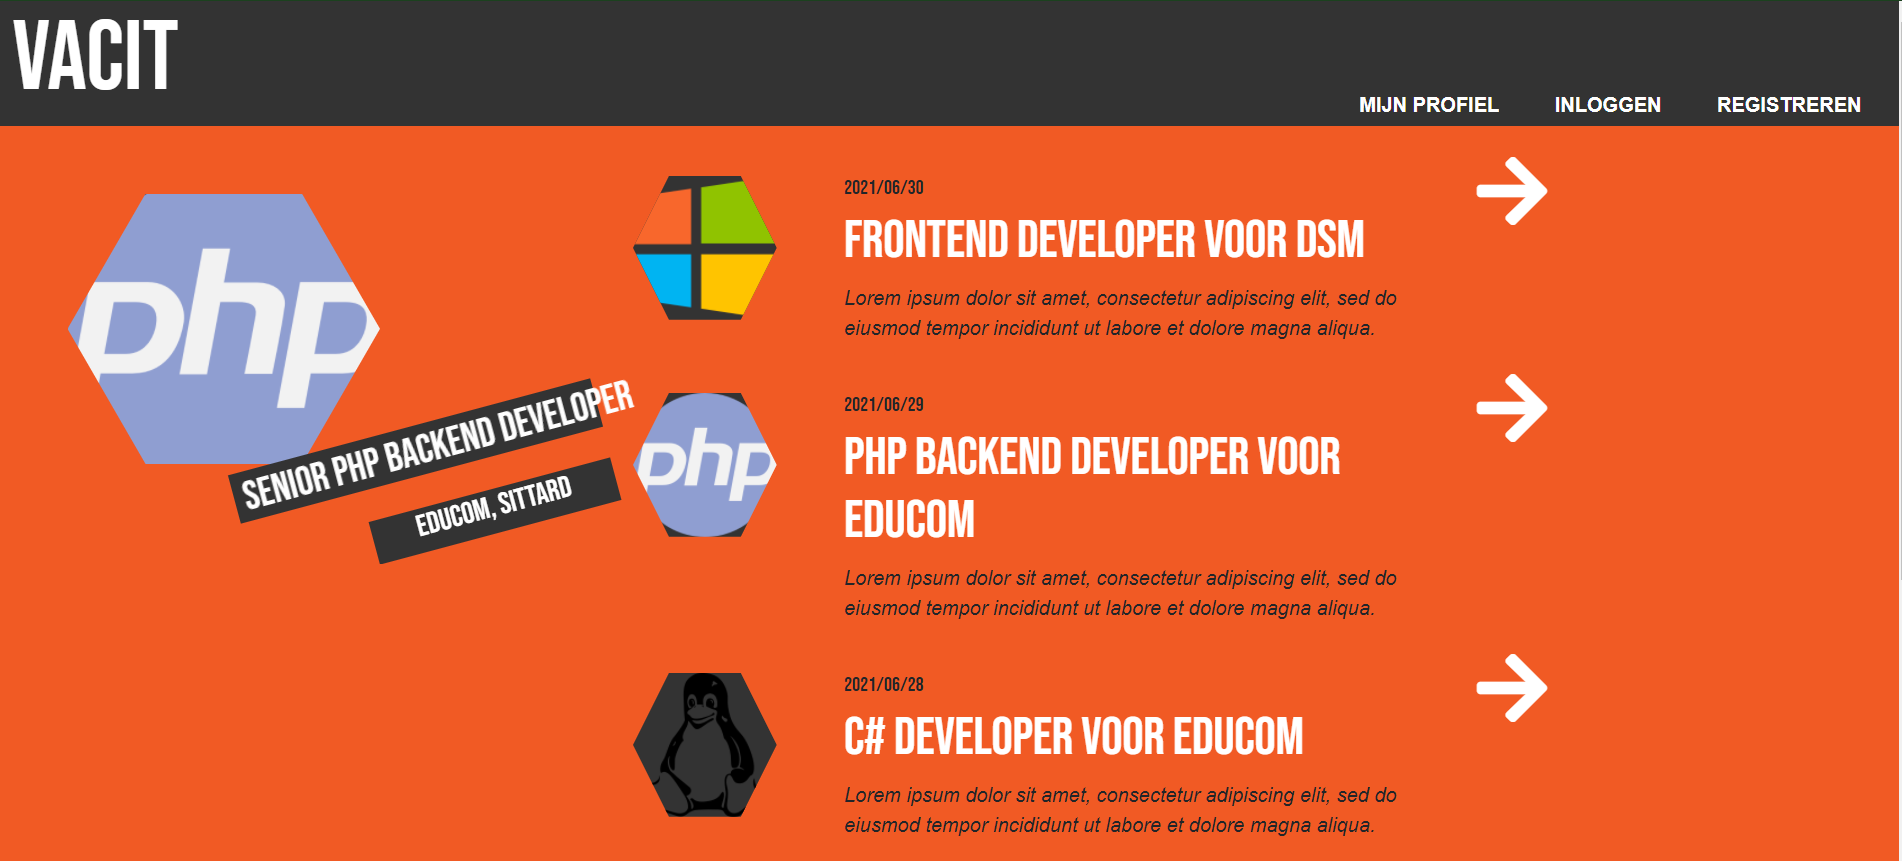 VACIT
MIJN PROFIEL INLOGGEN REGISTREREN
php
SENIOR PHP BACKEND DEVELOPER
EDUCOM, SITTARD
2021/06/30
FRONTEND DEVELOPER VOOR DSM
Lorem ipsum dolor sit amet, consectetur adipiscing elit, sed do
eiusmod tempor incididunt ut labore et dolore magna aliqua.
php
2021/06/29
PHP BACKEND DEVELOPER VOOR
EDUCOM
Lorem ipsum dolor sit amet, consectetur adipiscing elit, sed do
eiusmod tempor incididunt ut labore et dolore magna aliqua.
2021/06/28
C# DEVELOPER VOOR EDUCOM
Lorem ipsum dolor sit amet, consectetur adipiscing elit, sed do
eiusmod tempor incididunt ut labore et dolore magna aliqua.